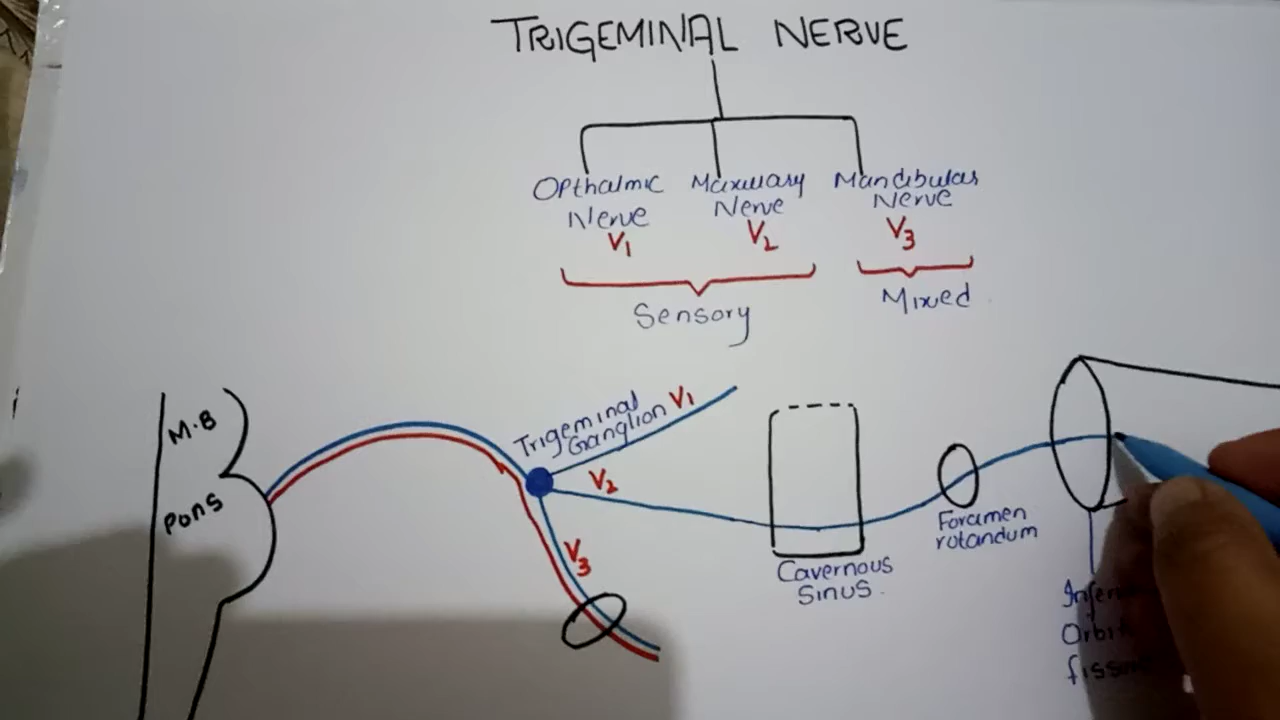 TRIGEMINAL NERVE
Opthalmic
Nerve
V1
Maxillary
Nerve
V2
Mandibular
Nerve
V3
Sensory
Mixed
M.B
Pons
Trigeminal
Ganglion
V1
V2
V3
Cavernous
Sinus
Foramen
rotandum